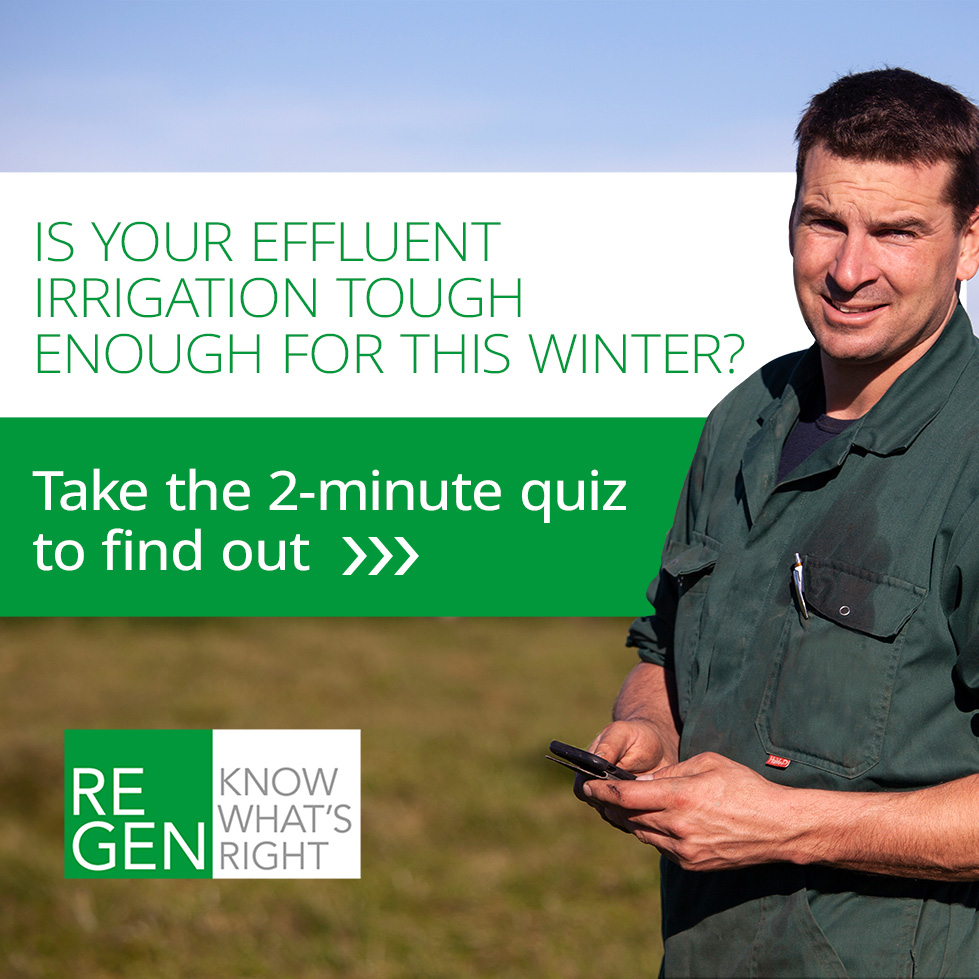 IS YOUR EFFLUENT
IRRIGATION TOUGH
ENOUGH FOR THIS WINTER?
Take the 2-minute quiz
to find out »»»
RE
GEN
KNOW
WHAT'S
RIGHT